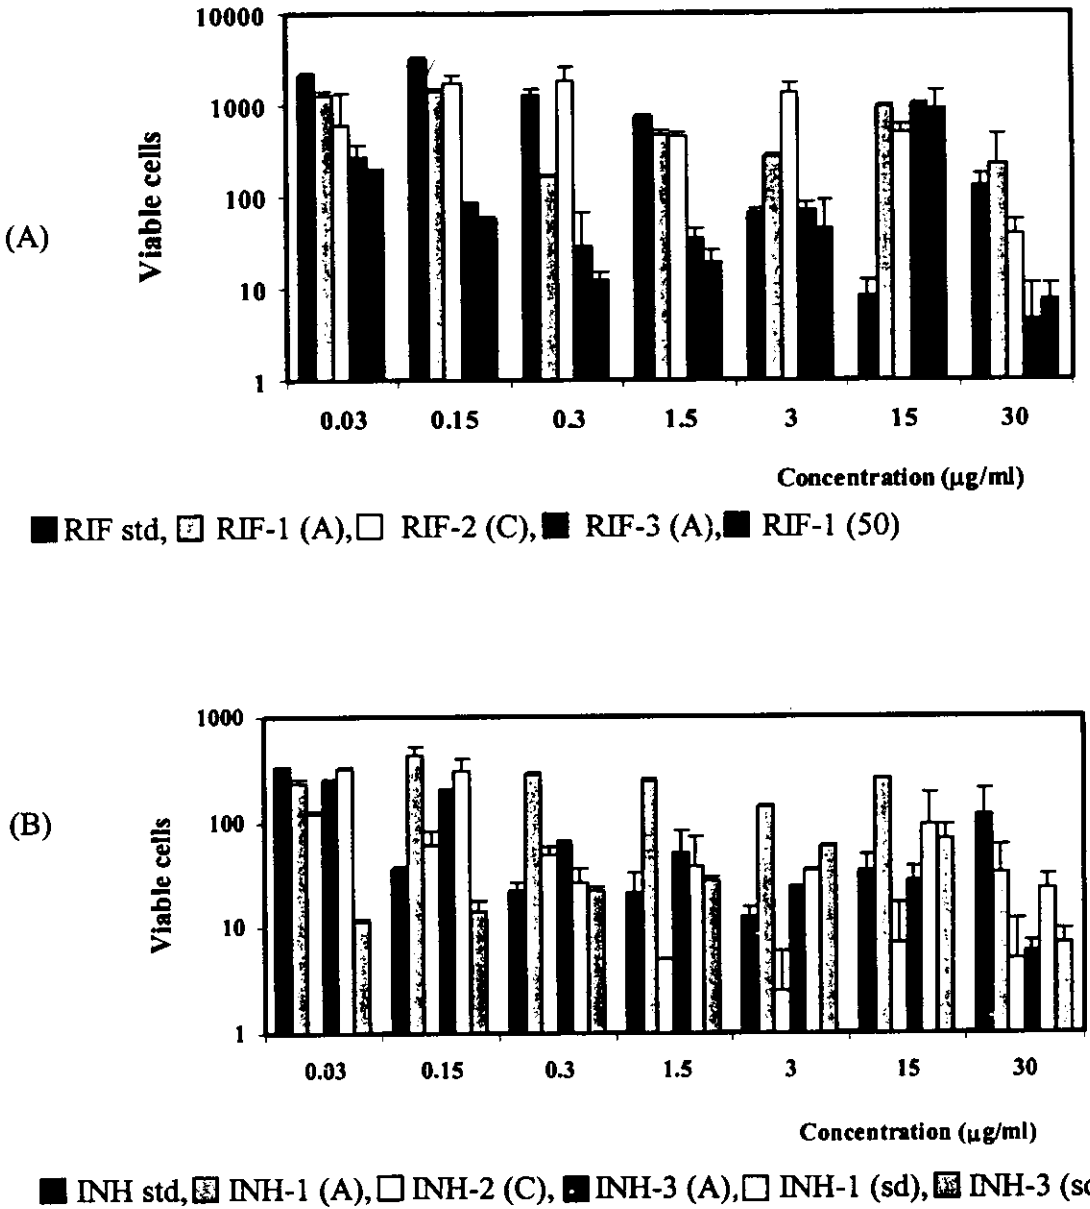 10000
1000
100
10
1
Viable cells
(A)
0.03 0.15 0.3 1.5 3 15 30
Concentration (µg/ml)
RIF std, RIF-1 (A), RIF-2 (C), RIF-3 (A), RIF-1 (50)
1000
100
10
1
Viable cells
(B)
0.03 0.15 0.3 1.5 3 15 30
Concentration (µg/ml)
INH std, INH-1 (A), INH-2 (C), INH-3 (A), INH-1 (sd), INH-3